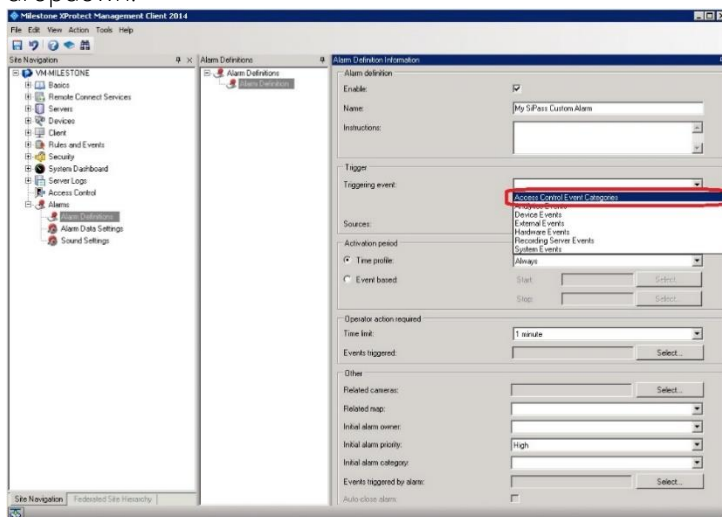 dropdown.
Milestone XProtect Management Client 2014
File Edit View Action Tools Help
Site Navigation
VM-MILESTONE
Basics
Remote Connect Services
Servers
Devices
Client
Rules and Events
Security
System Dashboard
Server Logs
Access Control
Alarms
Alarm Definitions
Alarm Data Settings
Sound Settings
Site Navigation Federated Site Hierarchy
Alarm Definitions
Alarm Definitions
Alarm Definition
Alarm Definition Information
Alarm definition
Enable:
Name: My SiPass Custom Alarm
Instructions:
Trigger
Triggering event:
Access Control Event Categories
Analytics Events
Device Events
External Events
Hardware Events
Recording Server Events
System Events
Sources:
Activation period
Time profile: Always
Event based: Start: Select...
Stop: Select...
Operator action required
Time limit: 1 minute
Events triggered: Select...
Other
Related cameras: Select...
Related map:
Initial alarm owner:
Initial alarm priority: High
Initial alarm category:
Events triggered by alarm: Select...
Auto-close alarm: